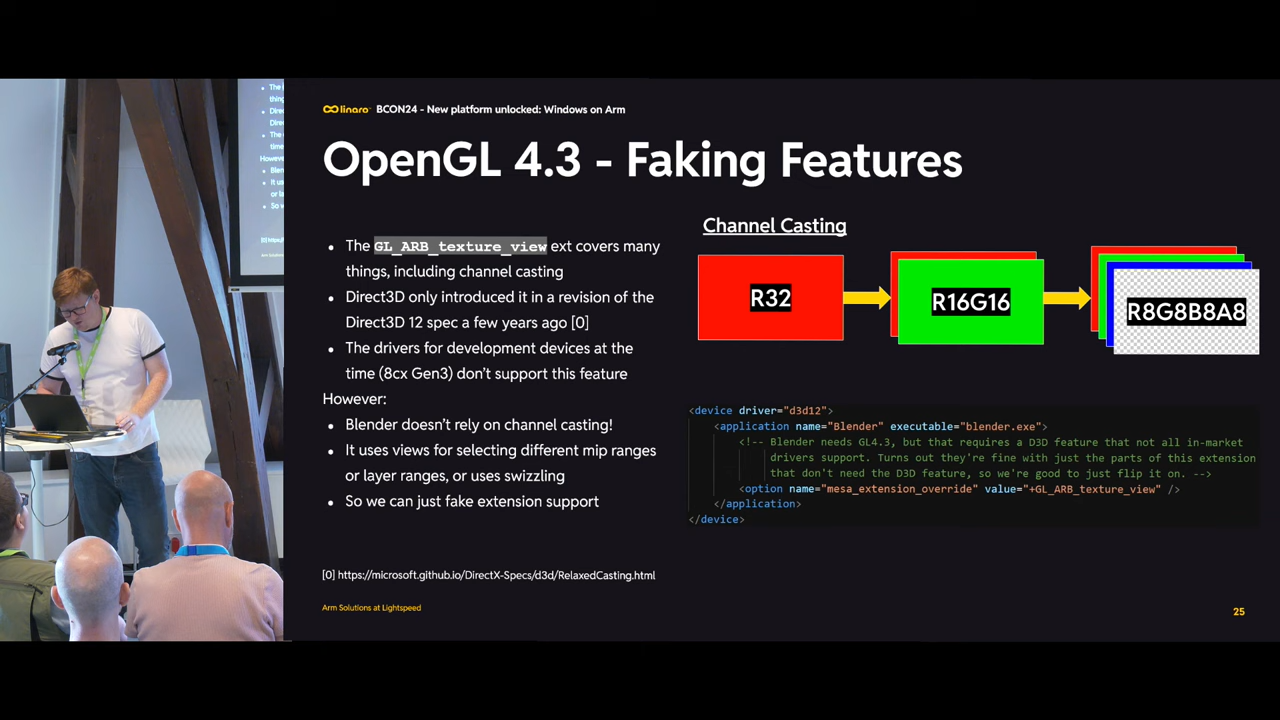 linaro BCON24 - New platform unlocked: Windows on Arm
OpenGL 4.3 - Faking Features
• The GL_ARB_texture_view ext covers many
things, including channel casting
• Direct3D only introduced it in a revision of the
Direct3D 12 spec a few years ago [0]
• The drivers for development devices at the
time (8cx Gen3) don't support this feature
However:
• Blender doesn't rely on channel casting!
• It uses views for selecting different mip ranges
or layer ranges, or uses swizzling
• So we can just fake extension support
[0] https://microsoft.github.io/DirectX-Specs/d3d/RelaxedCasting.html
Arm Solutions at Lightspeed
Channel Casting
R32
R16G16
R8G8B8A8
<device driver="d3d12">
<application name="Blender" executable="blender.exe">
<!-- Blender needs GL4.3, but that requires a D3D feature that not all in-market
drivers support. Turns out they're fine with just the parts of this extension
that don't need the D3D feature, so we're good to just flip it on. -->
<option name="mesa_extension_override" value="+GL_ARB_texture_view" />
</application>
</device>
25